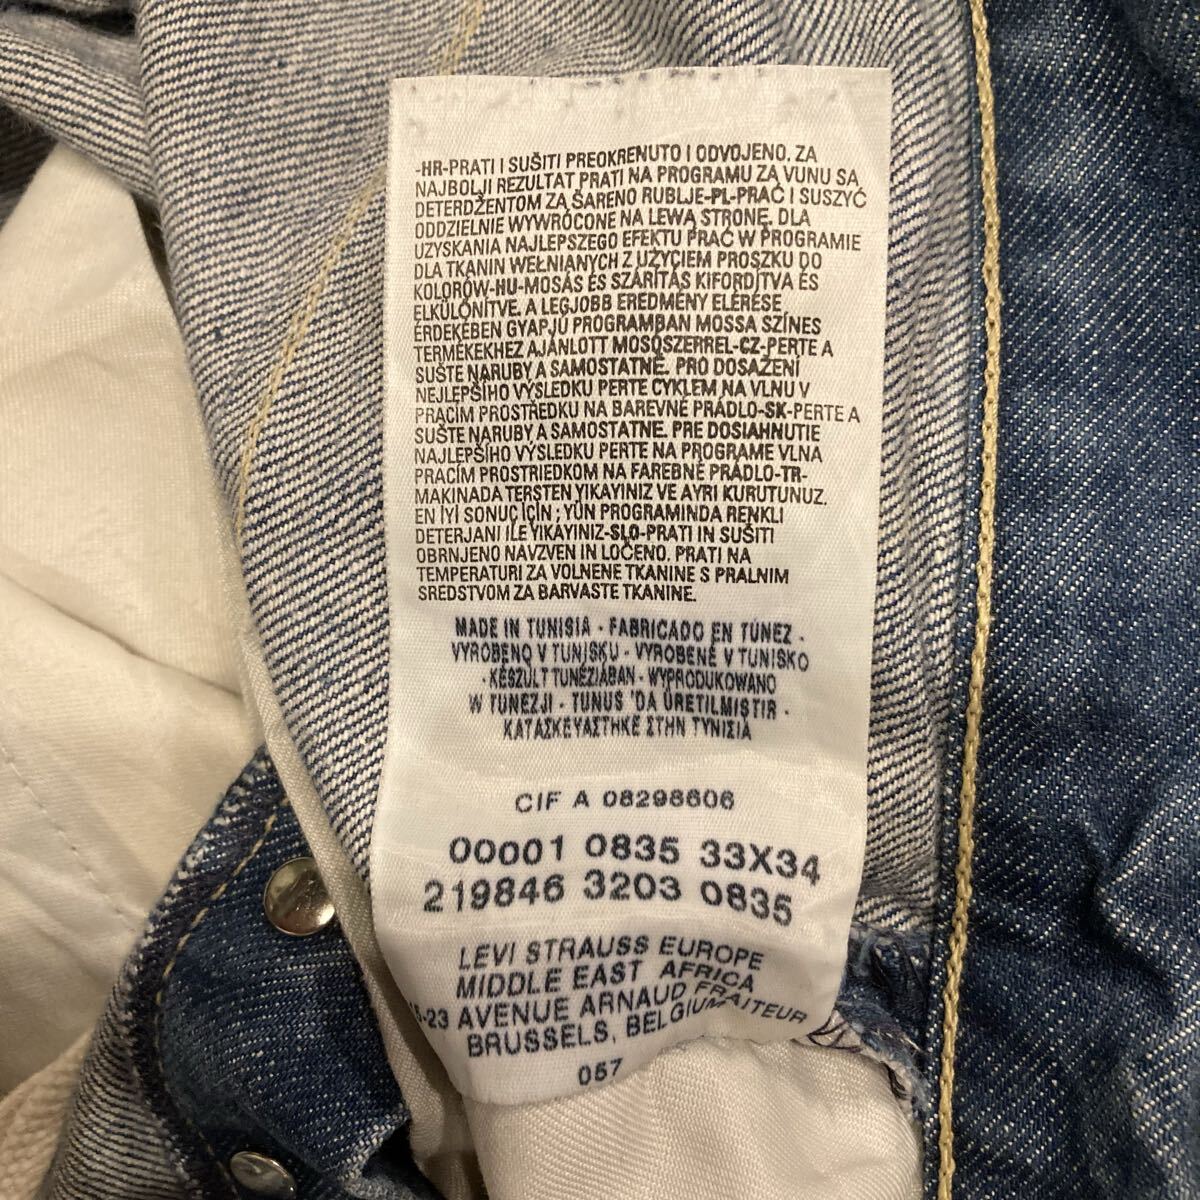 -HR-PRATI I SUŠITI PREOKRENUTO I ODVOJENO. ZA
NAJBOLJI REZULTAT PRATI NA PROGRAMU ZA VUNU SA
DETERDŽENTOM ZA ŠARENO RUBLJE-PL-PRAĆ I SUSZYĆ
ODDZIELNIE WYWRÓCONE NA LEWĄ STRONĘ. DLA
UZYSKANIA NAJLEPSZEGO EFEKTU PRAĆ W PROGRAMIE
DLA TKANIN WEŁNIANYCH Z UŻYCIEM PROSZKU DO
KOLORÓW-HU-MOSÁS ÉS SZÁRÍTÁS KIFORDÍTVA ÉS
ELKÜLÖNÍTVE. A LEGJOBB EREDMÉNY ELÉRÉSE
ÉRDEKÉBEN GYAPJÚ PROGRAMBAN MOSSA SZÍNES
TERMÉKEKHEZ AJÁNLOTT MOSÓSZERREL-CZ-PERTE A
SUŠTE NARUBY A SAMOSTATNĚ. PRO DOSAŽENÍ
NEJLEPŠÍHO VÝSLEDKU PERTE CYKLEM NA VLNU V
PRACÍM PROSTŘEDKU NA BAREVNÉ PRÁDLO-SK-PERTE A
SUŠTE NARUBY A SAMOSTATNE. PRE DOSIAHNUTIE
NAJLEPŠÍHO VÝSLEDKU PERTE NA PROGRAME VLNA
PRACÍM PROSTRIEDKOM NA FAREBNÉ PRÁDLO-TR-
MAKINADA TERSTEN YIKAYINIZ VE AYRI KURUTUNUZ.
EN İYİ SONUÇ İÇİN ; YÜN PROGRAMINDA RENKLİ
DETERJANI ILE YIKAYINIZ-SLO-PRATI IN SUŠITI
OBRNJENO NAVZVEN IN LOČENO. PRATI NA
TEMPERATURI ZA VOLNENE TKANINE S PRALNIM
SREDSTVOM ZA BARVASTE TKANINE.
MADE IN TUNISIA - FABRICADO EN TÚNEZ -
VYROBENO V TUNISKU - VYROBENÉ V TUNISKO
- KÉSZÜLT TUNÉZIÁBAN - WYPRODUKOWANO
W TUNEZJI - TUNUS 'DA ÜRETILMISTIR -
ΚΑΤΑΣΚΕΥΑΣΤΗΚΕ ΣΤΗΝ ΤΥΝΙΣΙΑ
CIF A 08298606
00001 0835 33X34
219846 3203 0835
LEVI STRAUSS EUROPE
MIDDLE EAST AFRICA
15-23 AVENUE ARNAUD FRAITEUR
BRUSSELS, BELGIUM
057